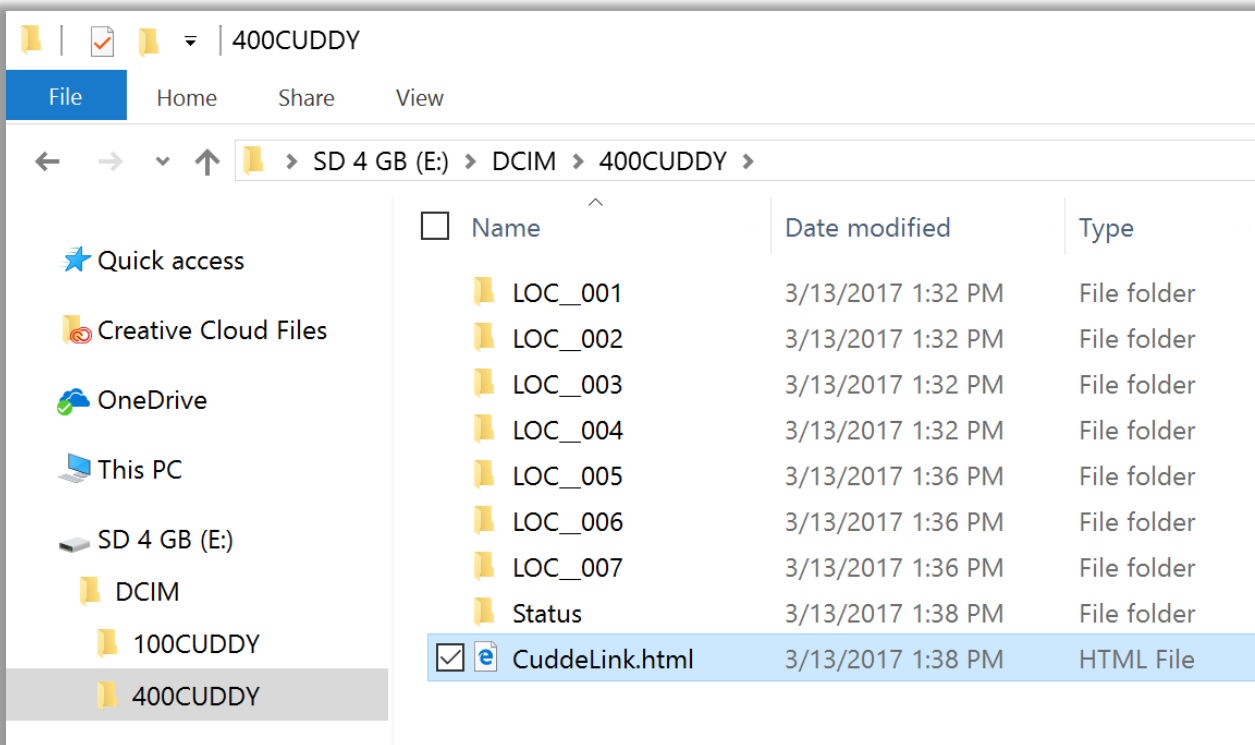 400CUDDY
File Home Share View
SD 4 GB (E:) DCIM 400CUDDY
Name Date modified Type
Quick access
Creative Cloud Files
OneDrive
This PC
SD 4 GB (E:)
DCIM
100CUDDY
400CUDDY
LOC__001 3/13/2017 1:32 PM File folder
LOC__002 3/13/2017 1:32 PM File folder
LOC__003 3/13/2017 1:32 PM File folder
LOC__004 3/13/2017 1:32 PM File folder
LOC__005 3/13/2017 1:36 PM File folder
LOC__006 3/13/2017 1:36 PM File folder
LOC__007 3/13/2017 1:36 PM File folder
Status 3/13/2017 1:38 PM File folder
CuddeLink.html 3/13/2017 1:38 PM HTML File